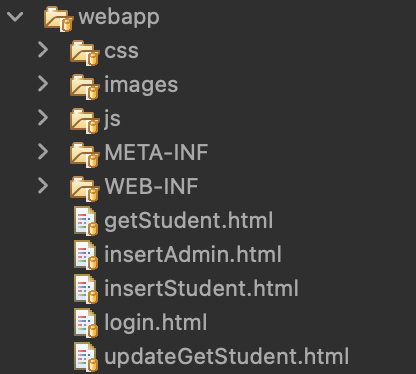 webapp
css
images
js
META-INF
WEB-INF
getStudent.html
insertAdmin.html
insertStudent.html
login.html
updateGetStudent.html